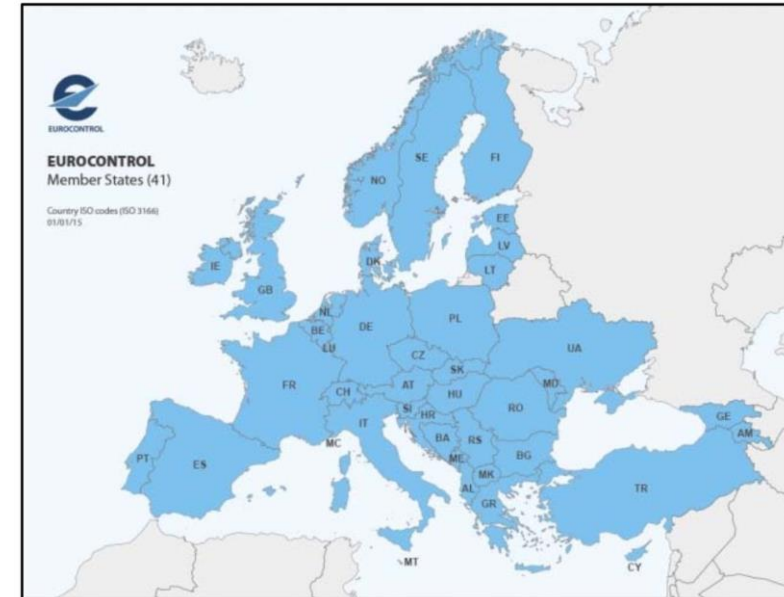 EUROCONTROL
EUROCONTROL
Member States (41)
Country ISO codes (ISO 3166)
01/01/15
SE
FI
NO
EE
LV
DK
LT
IE
GB
NL
PL
BE
DE
LU
UA
CZ
SK
MD
FR
CH
AT
HU
SI
HR
RO
IT
GE
MC
BA
RS
AM
PT
ES
ME
BG
MK
AL
TR
GR
MT
CY